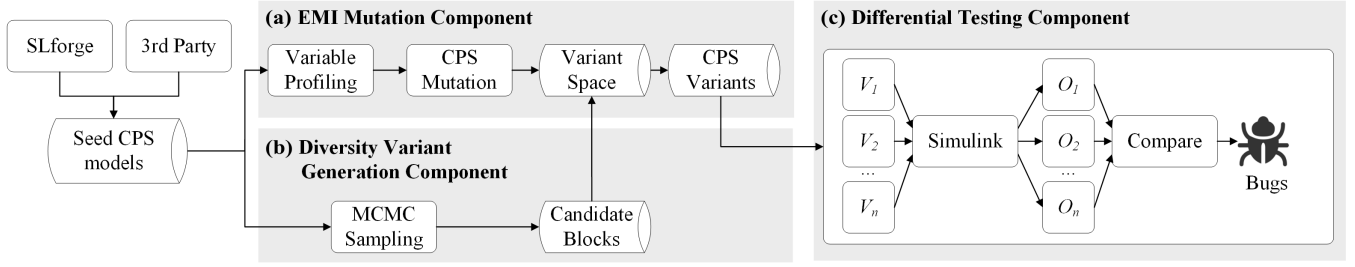 SLforge
3rd Party
Seed CPS
models
(a) EMI Mutation Component
Variable
Profiling
CPS
Mutation
Variant
Space
CPS
Variants
(b) Diversity Variant
Generation Component
MCMC
Sampling
Candidate
Blocks
(c) Differential Testing Component
V1
V2
...
Vn
Simulink
O1
O2
...
On
Compare
Bugs